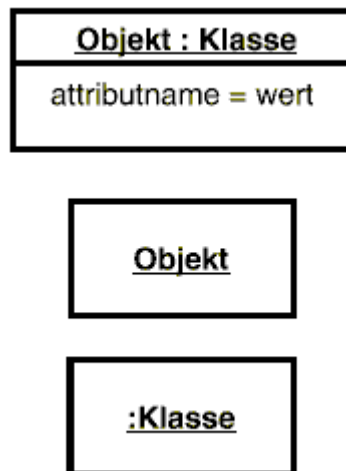 Objekt : Klasse
attributname = wert
Objekt
:Klasse